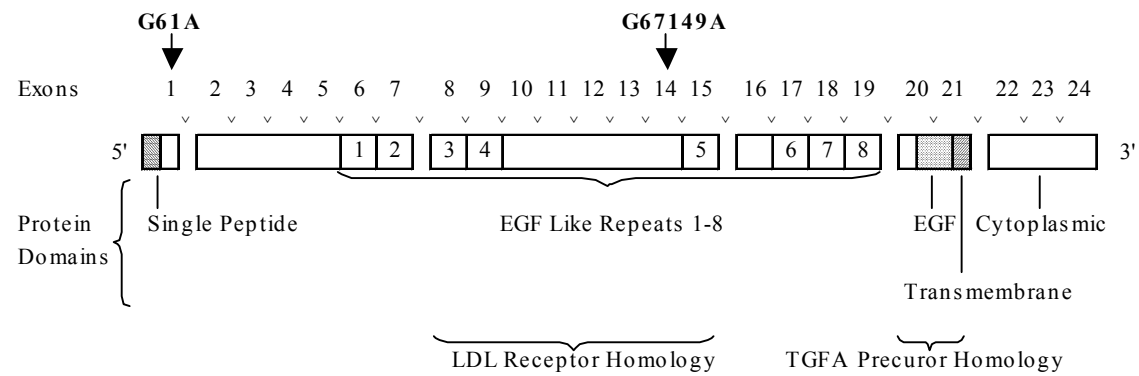 G61A G67149A
Exons 1 2 3 4 5 6 7 8 9 10 11 12 13 14 15 16 17 18 19 20 21 22 23 24
5' 1 2 3 4 5 6 7 8 3'
Protein Domains
Single Peptide EGF Like Repeats 1-8 EGF Cytoplasmic
Transmembrane
LDL Receptor Homology TGFA Precuror Homology